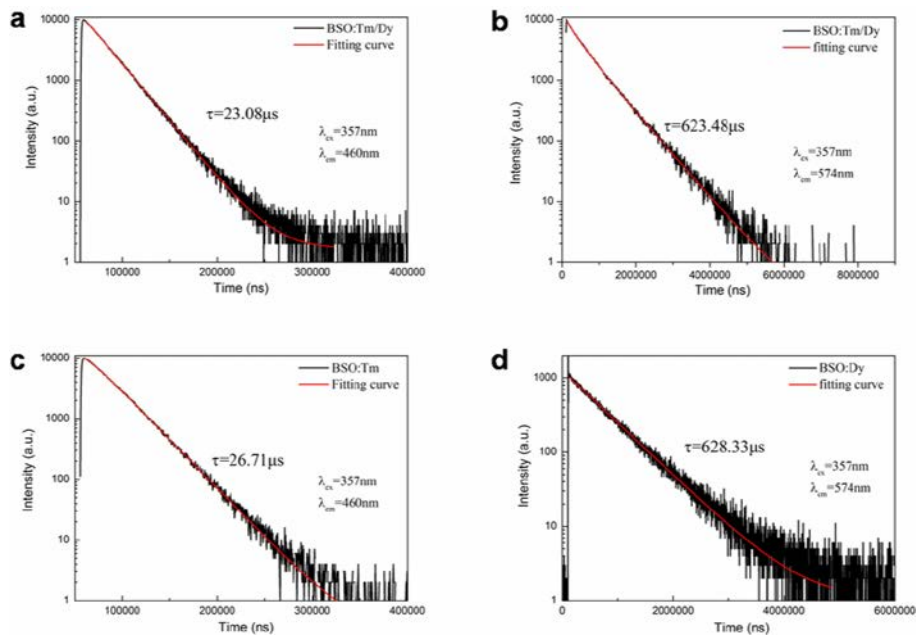 a
BSO:Tm/Dy
Fitting curve
τ=23.08μs
λex=357nm
λem=460nm
Intensity (a.u.)
10000
1000
100
10
1
100000 200000 300000 400000
Time (ns)
b
BSO:Tm/Dy
fitting curve
τ=623.48μs
λex=357nm
λem=574nm
Intensity (a.u.)
10000
1000
100
10
1
0 2000000 4000000 6000000 8000000
Time (ns)
c
BSO:Tm
Fitting curve
τ=26.71μs
λex=357nm
λem=460nm
Intensity (a.u.)
10000
1000
100
10
1
100000 200000 300000 400000
Time (ns)
d
BSO:Dy
fitting curve
τ=628.33μs
λex=357nm
λem=574nm
Intensity (a.u.)
1000
100
10
1
0 2000000 4000000 6000000
Time (ns)